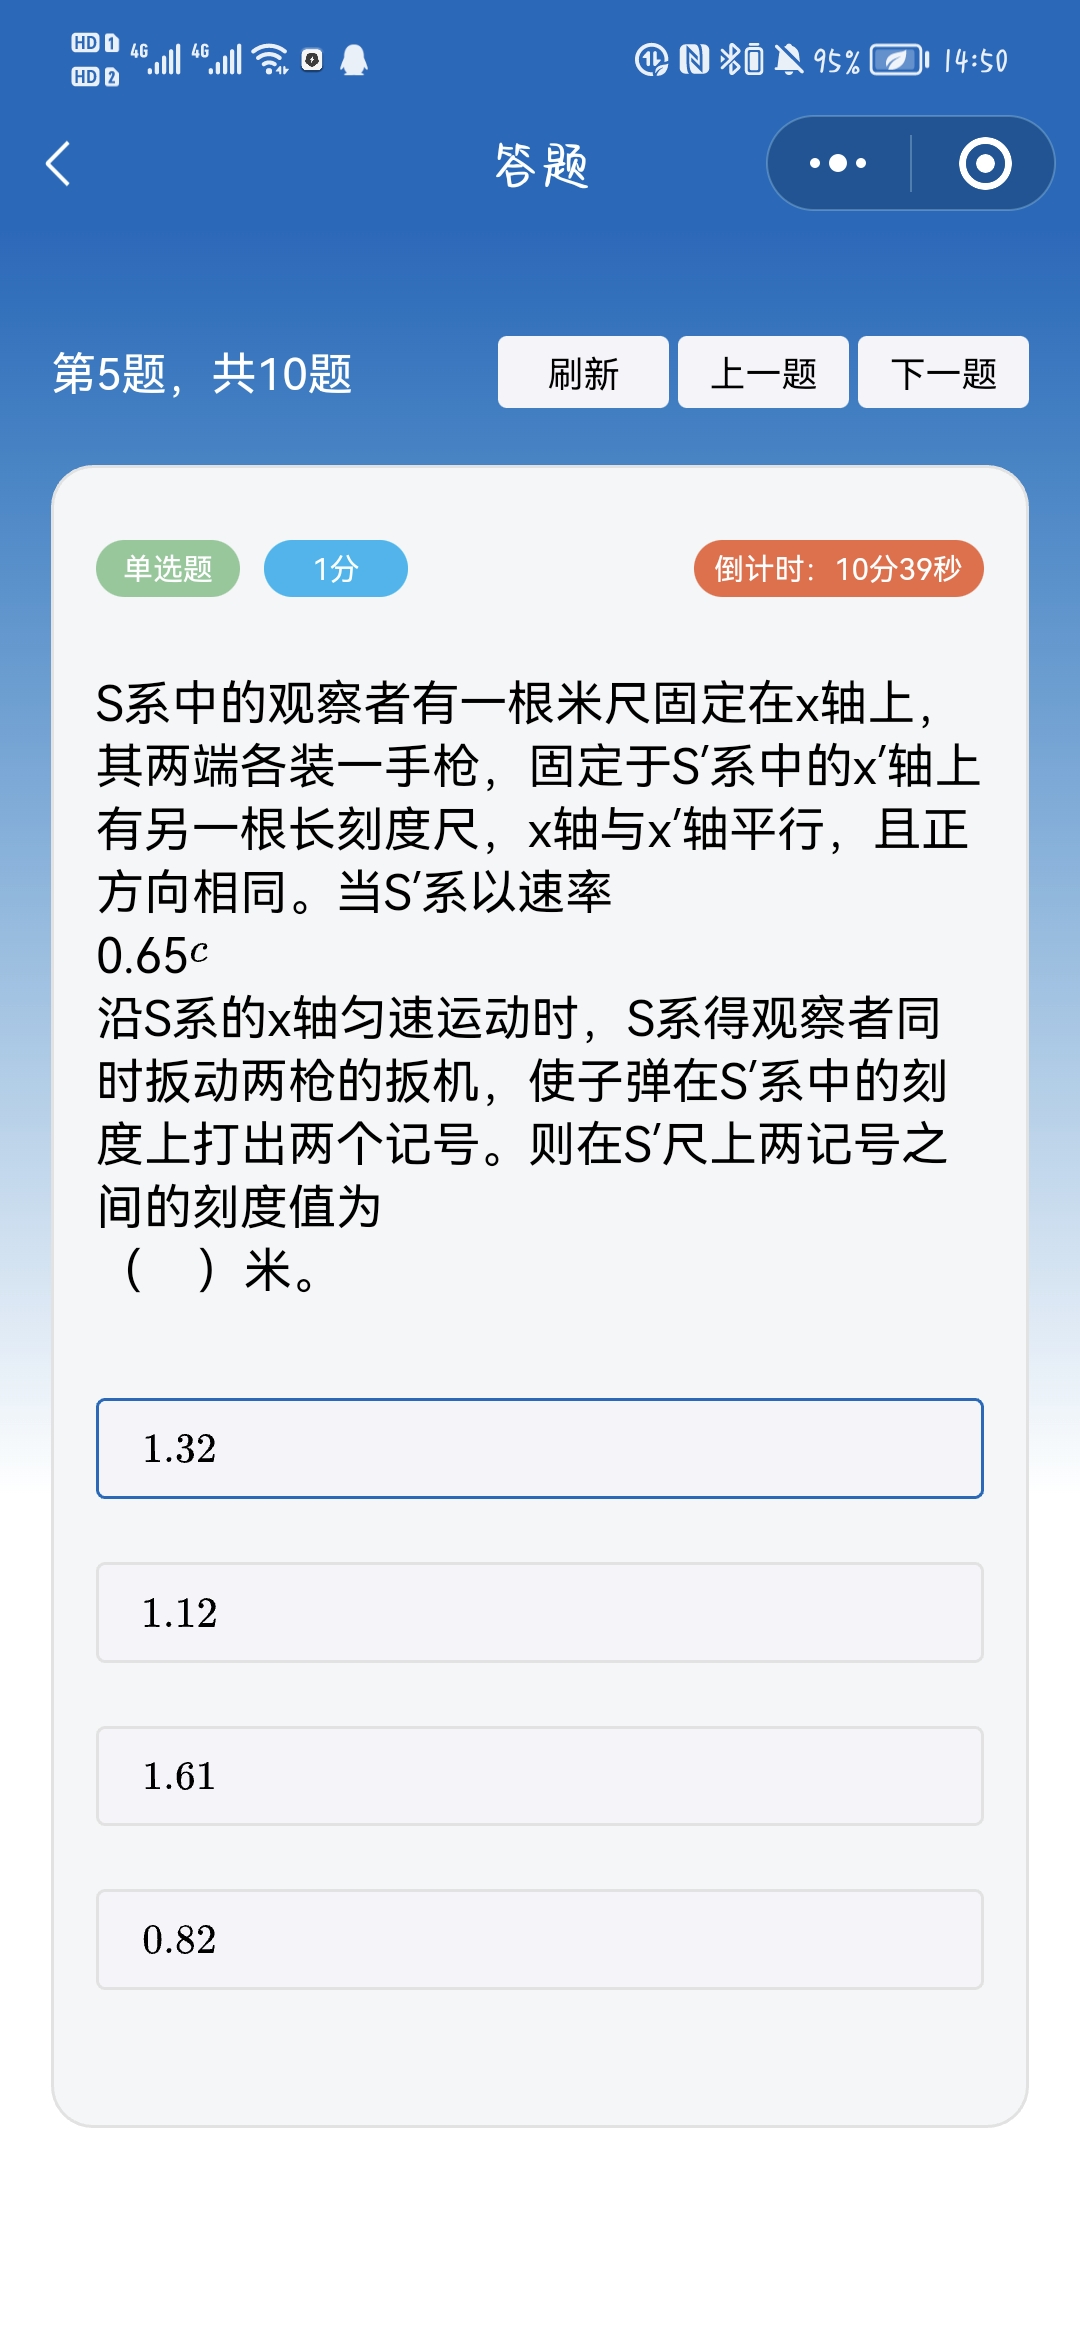 HD 1 4G 4G 95% 14:50
HD 2
答题
第5题，共10题 刷新 上一题 下一题
单选题 1分 倒计时：10分39秒
S系中的观察者有一根米尺固定在x轴上，
其两端各装一手枪，固定于S′系中的x′轴上
有另一根长刻度尺，x轴与x′轴平行，且正
方向相同。当S′系以速率
0.65c
沿S系的x轴匀速运动时，S系得观察者同
时扳动两枪的扳机，使子弹在S′系中的刻
度上打出两个记号。则在S′尺上两记号之
间的刻度值为
（　）米。
1.32
1.12
1.61
0.82